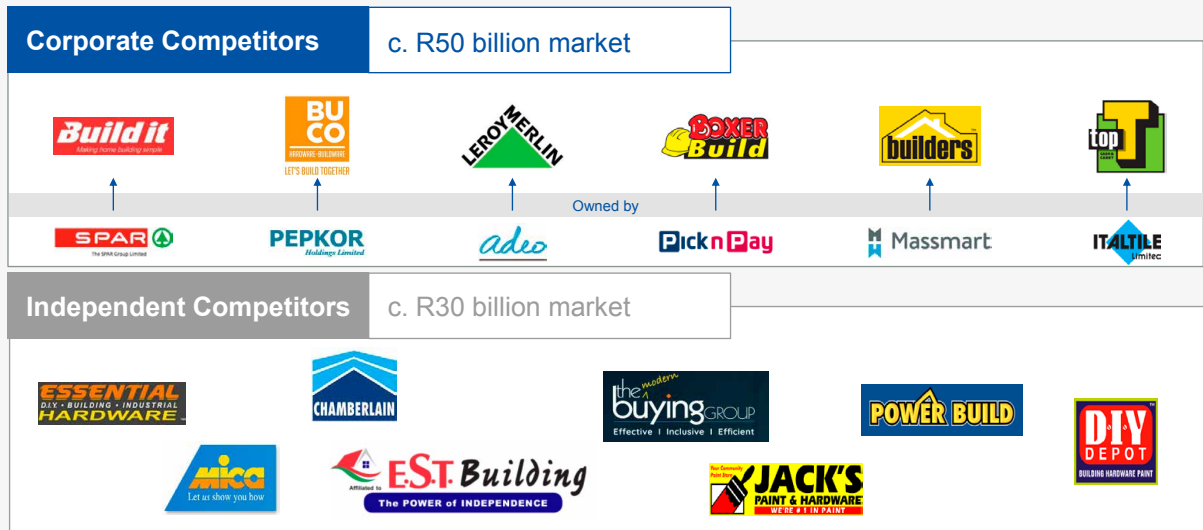 Corporate Competitors
c. R50 billion market
Build it
Making home building simple
BU
CO
HARDWARE-BUILDWARE
LET'S BUILD TOGETHER
LEROY MERLIN
BOXER
Build
builders
top T
Owned by
SPAR
The SPAR Group Limited
PEPKOR
Holdings Limited
adeo
Pick n Pay
Massmart
ITALTILE
Limited
Independent Competitors
c. R30 billion market
ESSENTIAL
D.I.Y. • BUILDING • INDUSTRIAL
HARDWARE
CHAMBERLAIN
the modern
buying GROUP
Effective I Inclusive I Efficient
POWER BUILD
D·I·Y
DEPOT
BUILDING HARDWARE PAINT
mica
Let us show you how
Affiliated to
E.S.T. Building
The POWER of INDEPENDENCE
Your Community
Paint Store
JACK'S
PAINT & HARDWARE
WE'RE # 1 IN PAINT